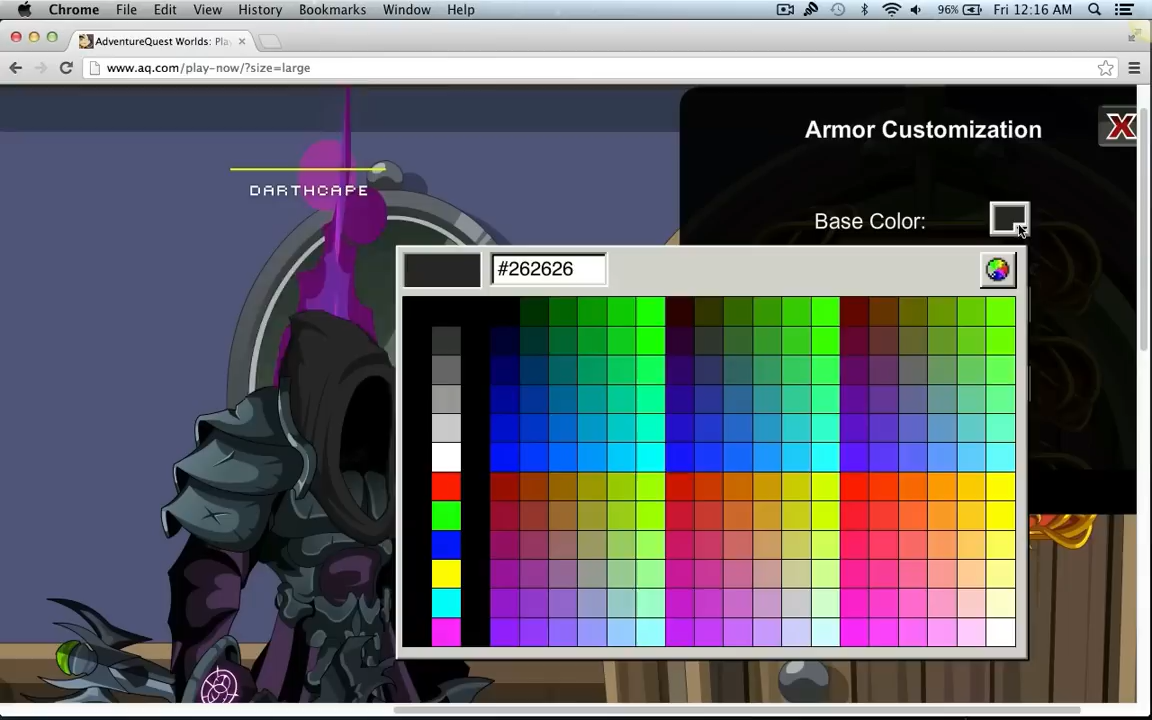 Chrome File Edit View History Bookmarks Window Help 96% Fri 12:16 AM
AdventureQuest Worlds: Pla
www.aq.com/play-now/?size=large
Armor Customization X
DARTHCAPE
Base Color:
#262626